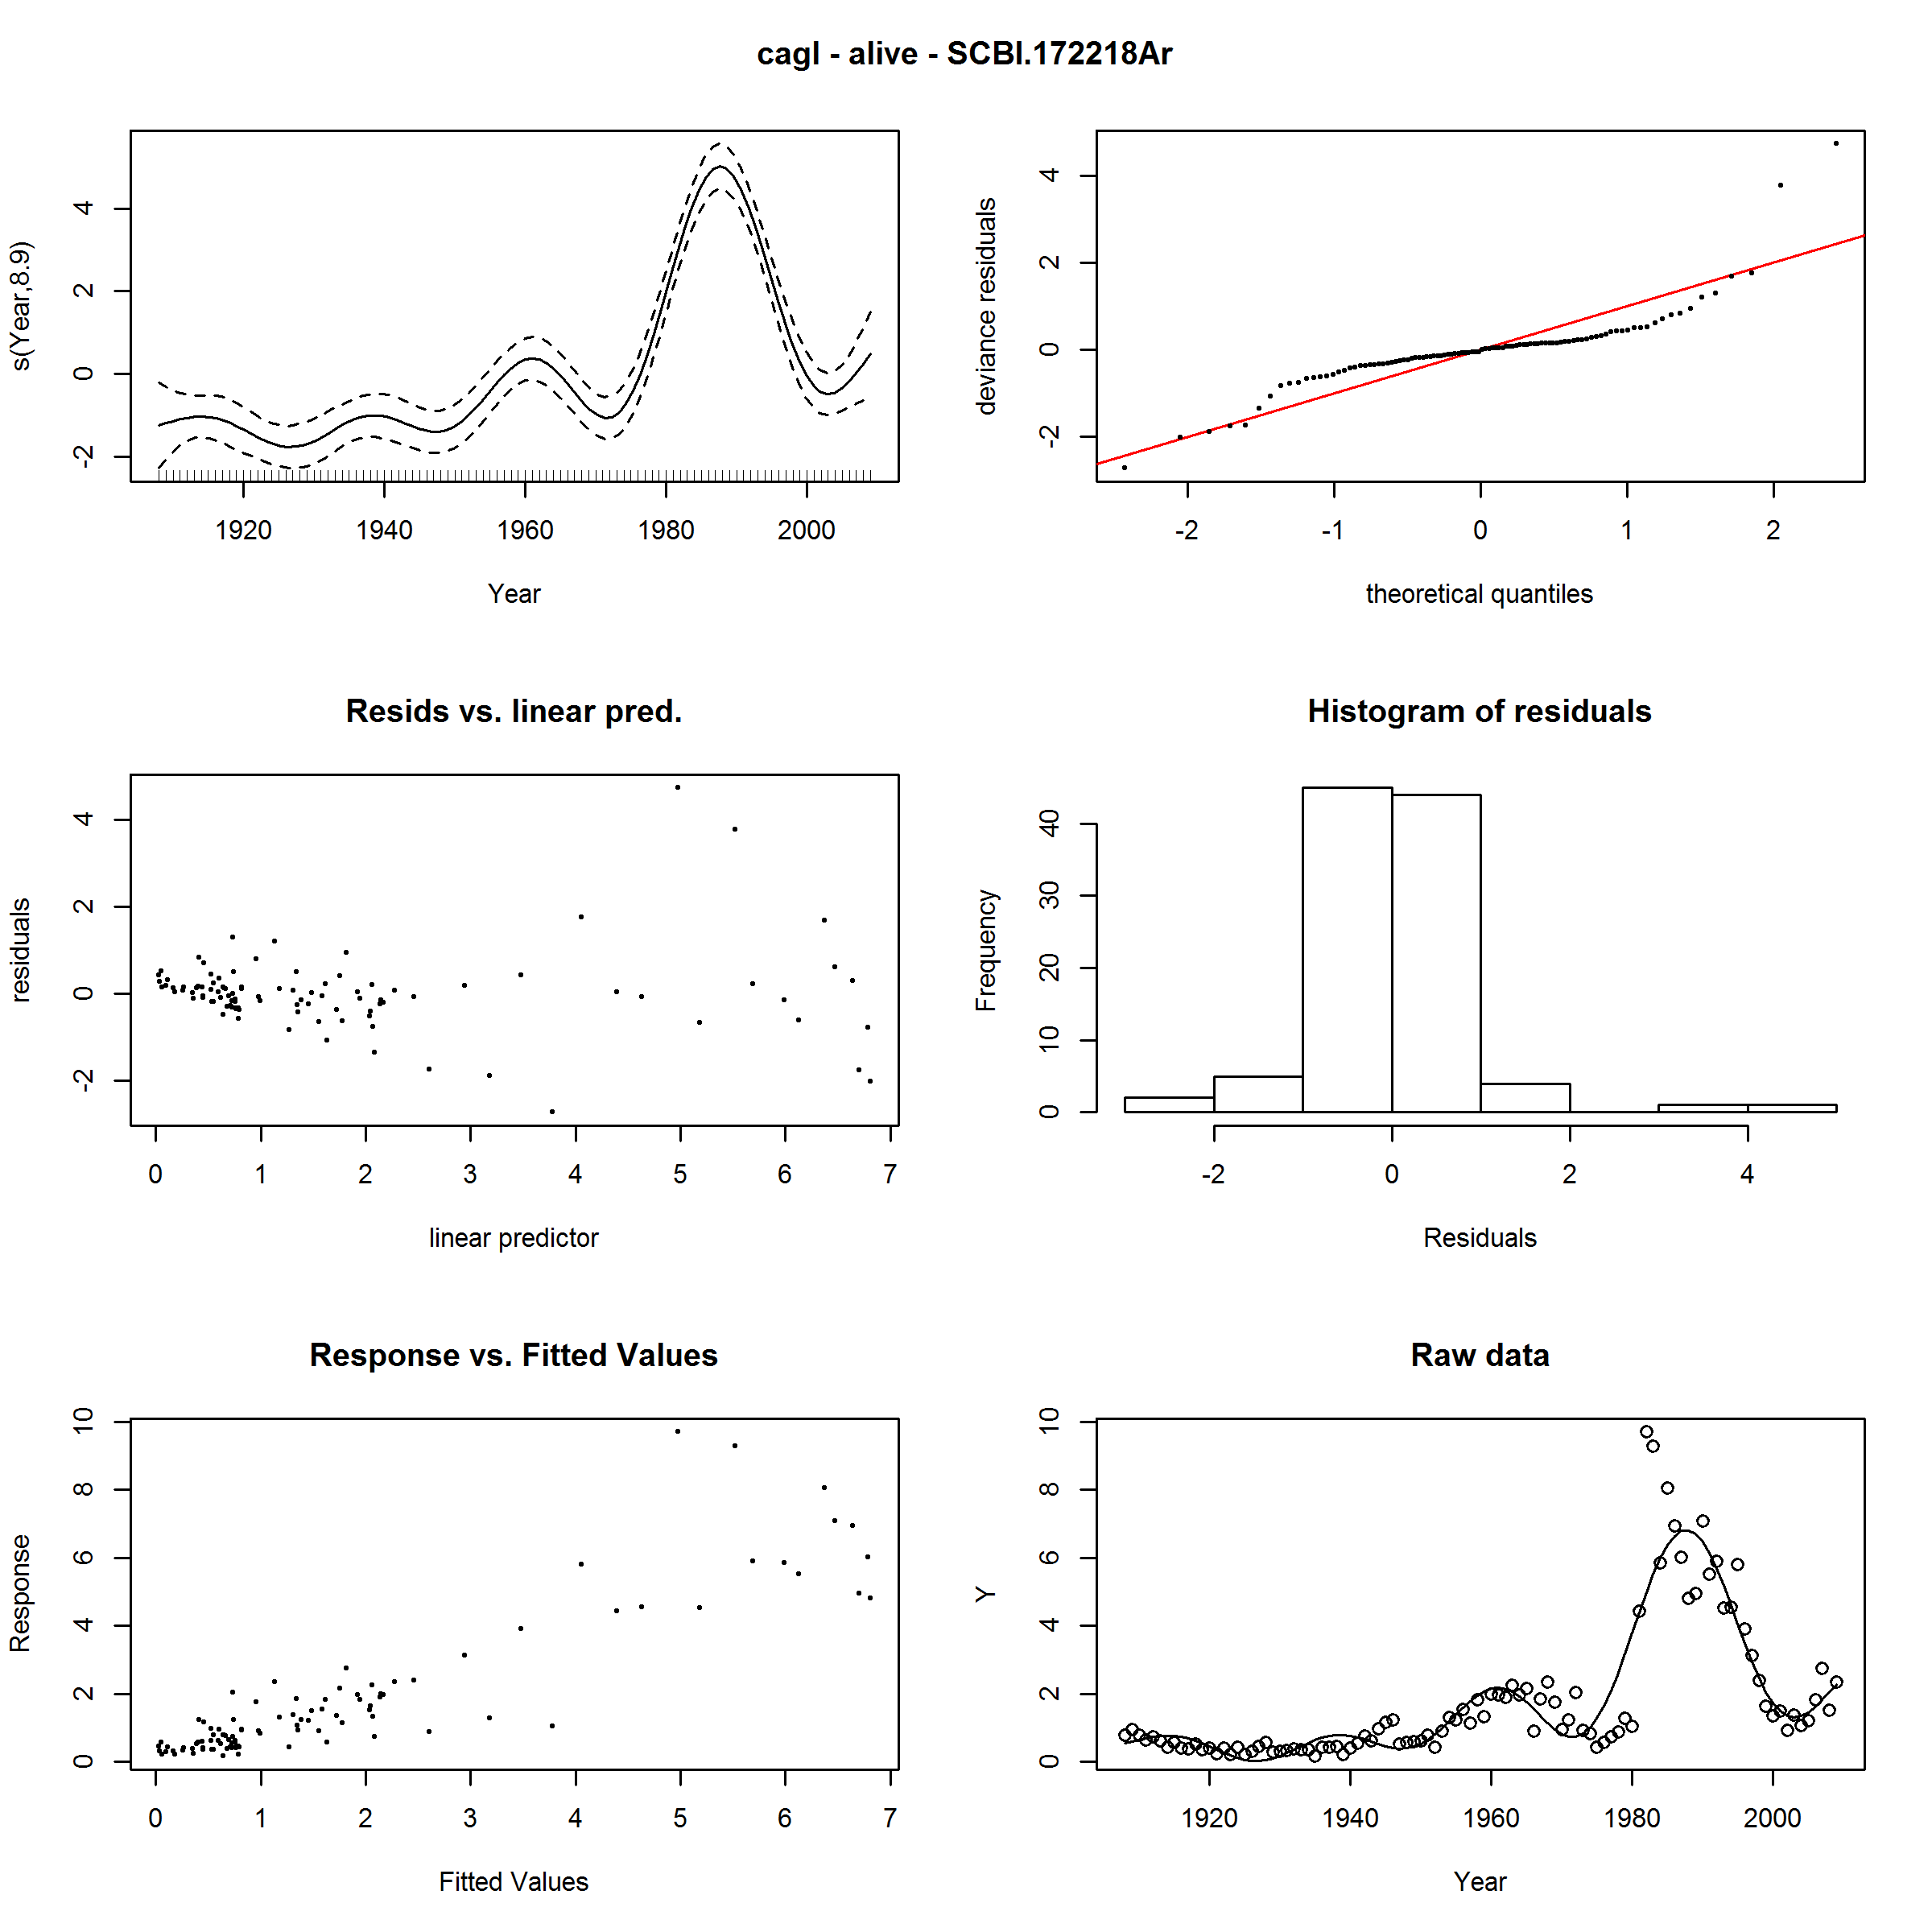 cagl - alive - SCBI.172218Ar
s(Year,8.9)
-2 0 2 4
1920 1940 1960 1980 2000
Year
deviance residuals
-2 0 2 4
-2 -1 0 1 2
theoretical quantiles
Resids vs. linear pred.
residuals
-2 0 2 4
0 1 2 3 4 5 6 7
linear predictor
Histogram of residuals
Frequency
0 10 20 30 40
-2 0 2 4
Residuals
Response vs. Fitted Values
Response
0 2 4 6 8 10
0 1 2 3 4 5 6 7
Fitted Values
Raw data
Y
0 2 4 6 8 10
1920 1940 1960 1980 2000
Year